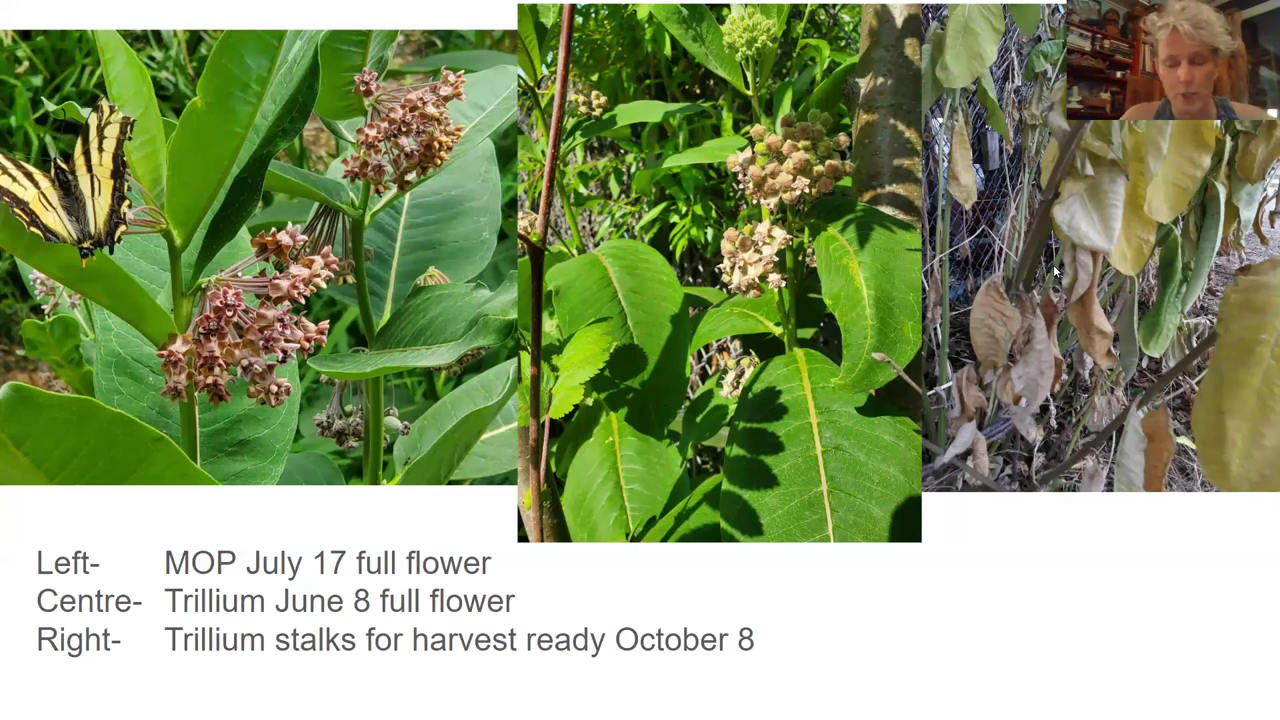 Left- MOP July 17 full flower
Centre- Trillium June 8 full flower
Right- Trillium stalks for harvest ready October 8